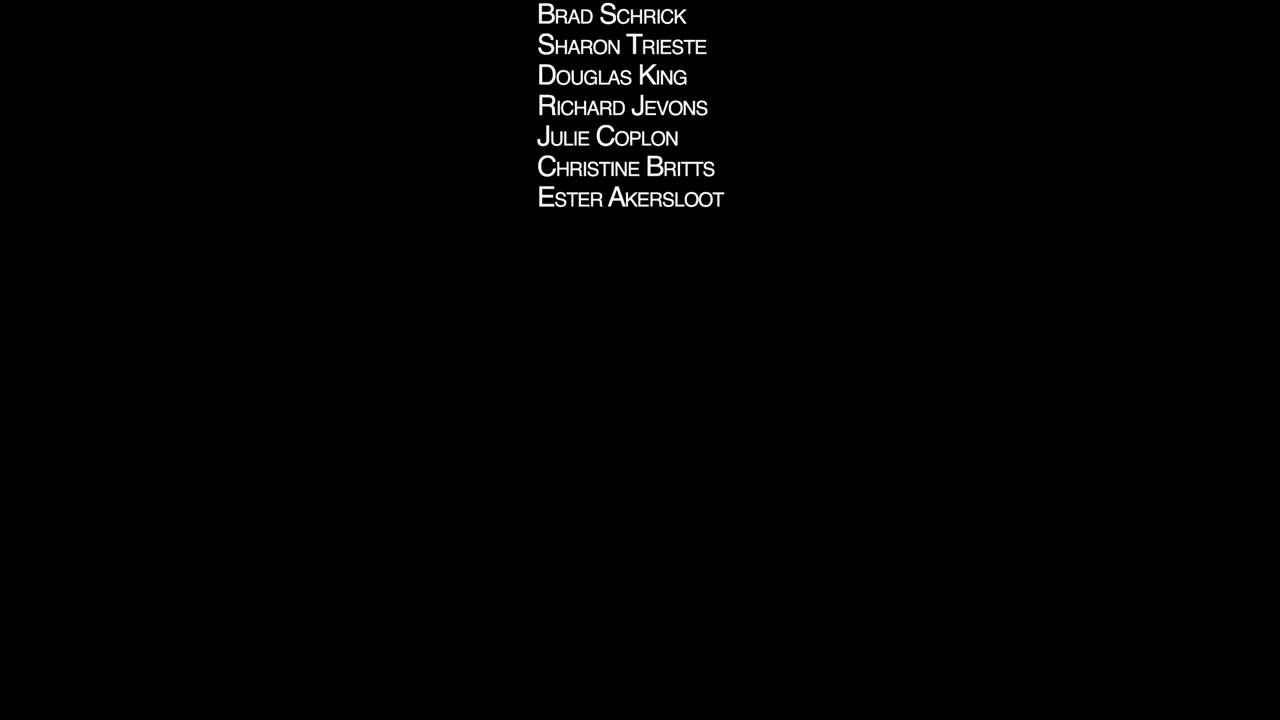 Brad Schrick
Sharon Trieste
Douglas King
Richard Jevons
Julie Coplon
Christine Britts
Ester Akersloot